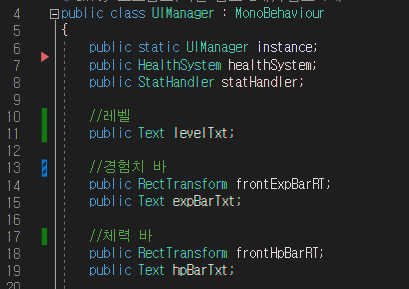 4 public class UIManager : MonoBehaviour
5 {
6 public static UIManager instance;
7 public HealthSystem healthSystem;
8 public StatHandler statHandler;
9
10 //레벨
11 public Text levelTxt;
12
13 //경험치 바
14 public RectTransform frontExpBarRT;
15 public Text expBarTxt;
16
17 //체력 바
18 public RectTransform frontHpBarRT;
19 public Text hpBarTxt;